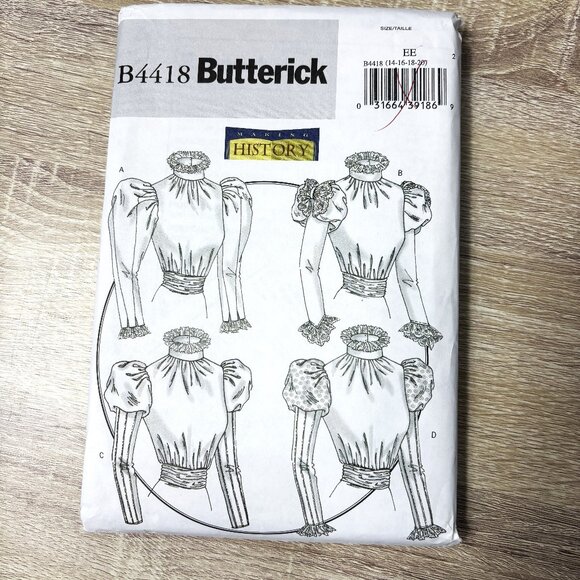 B4418 Butterick
SIZE/TAILLE
EE
B4418 (14-16-18-20)
0 31664 39186 9
2
MAKING
HISTORY
A
B
C
D